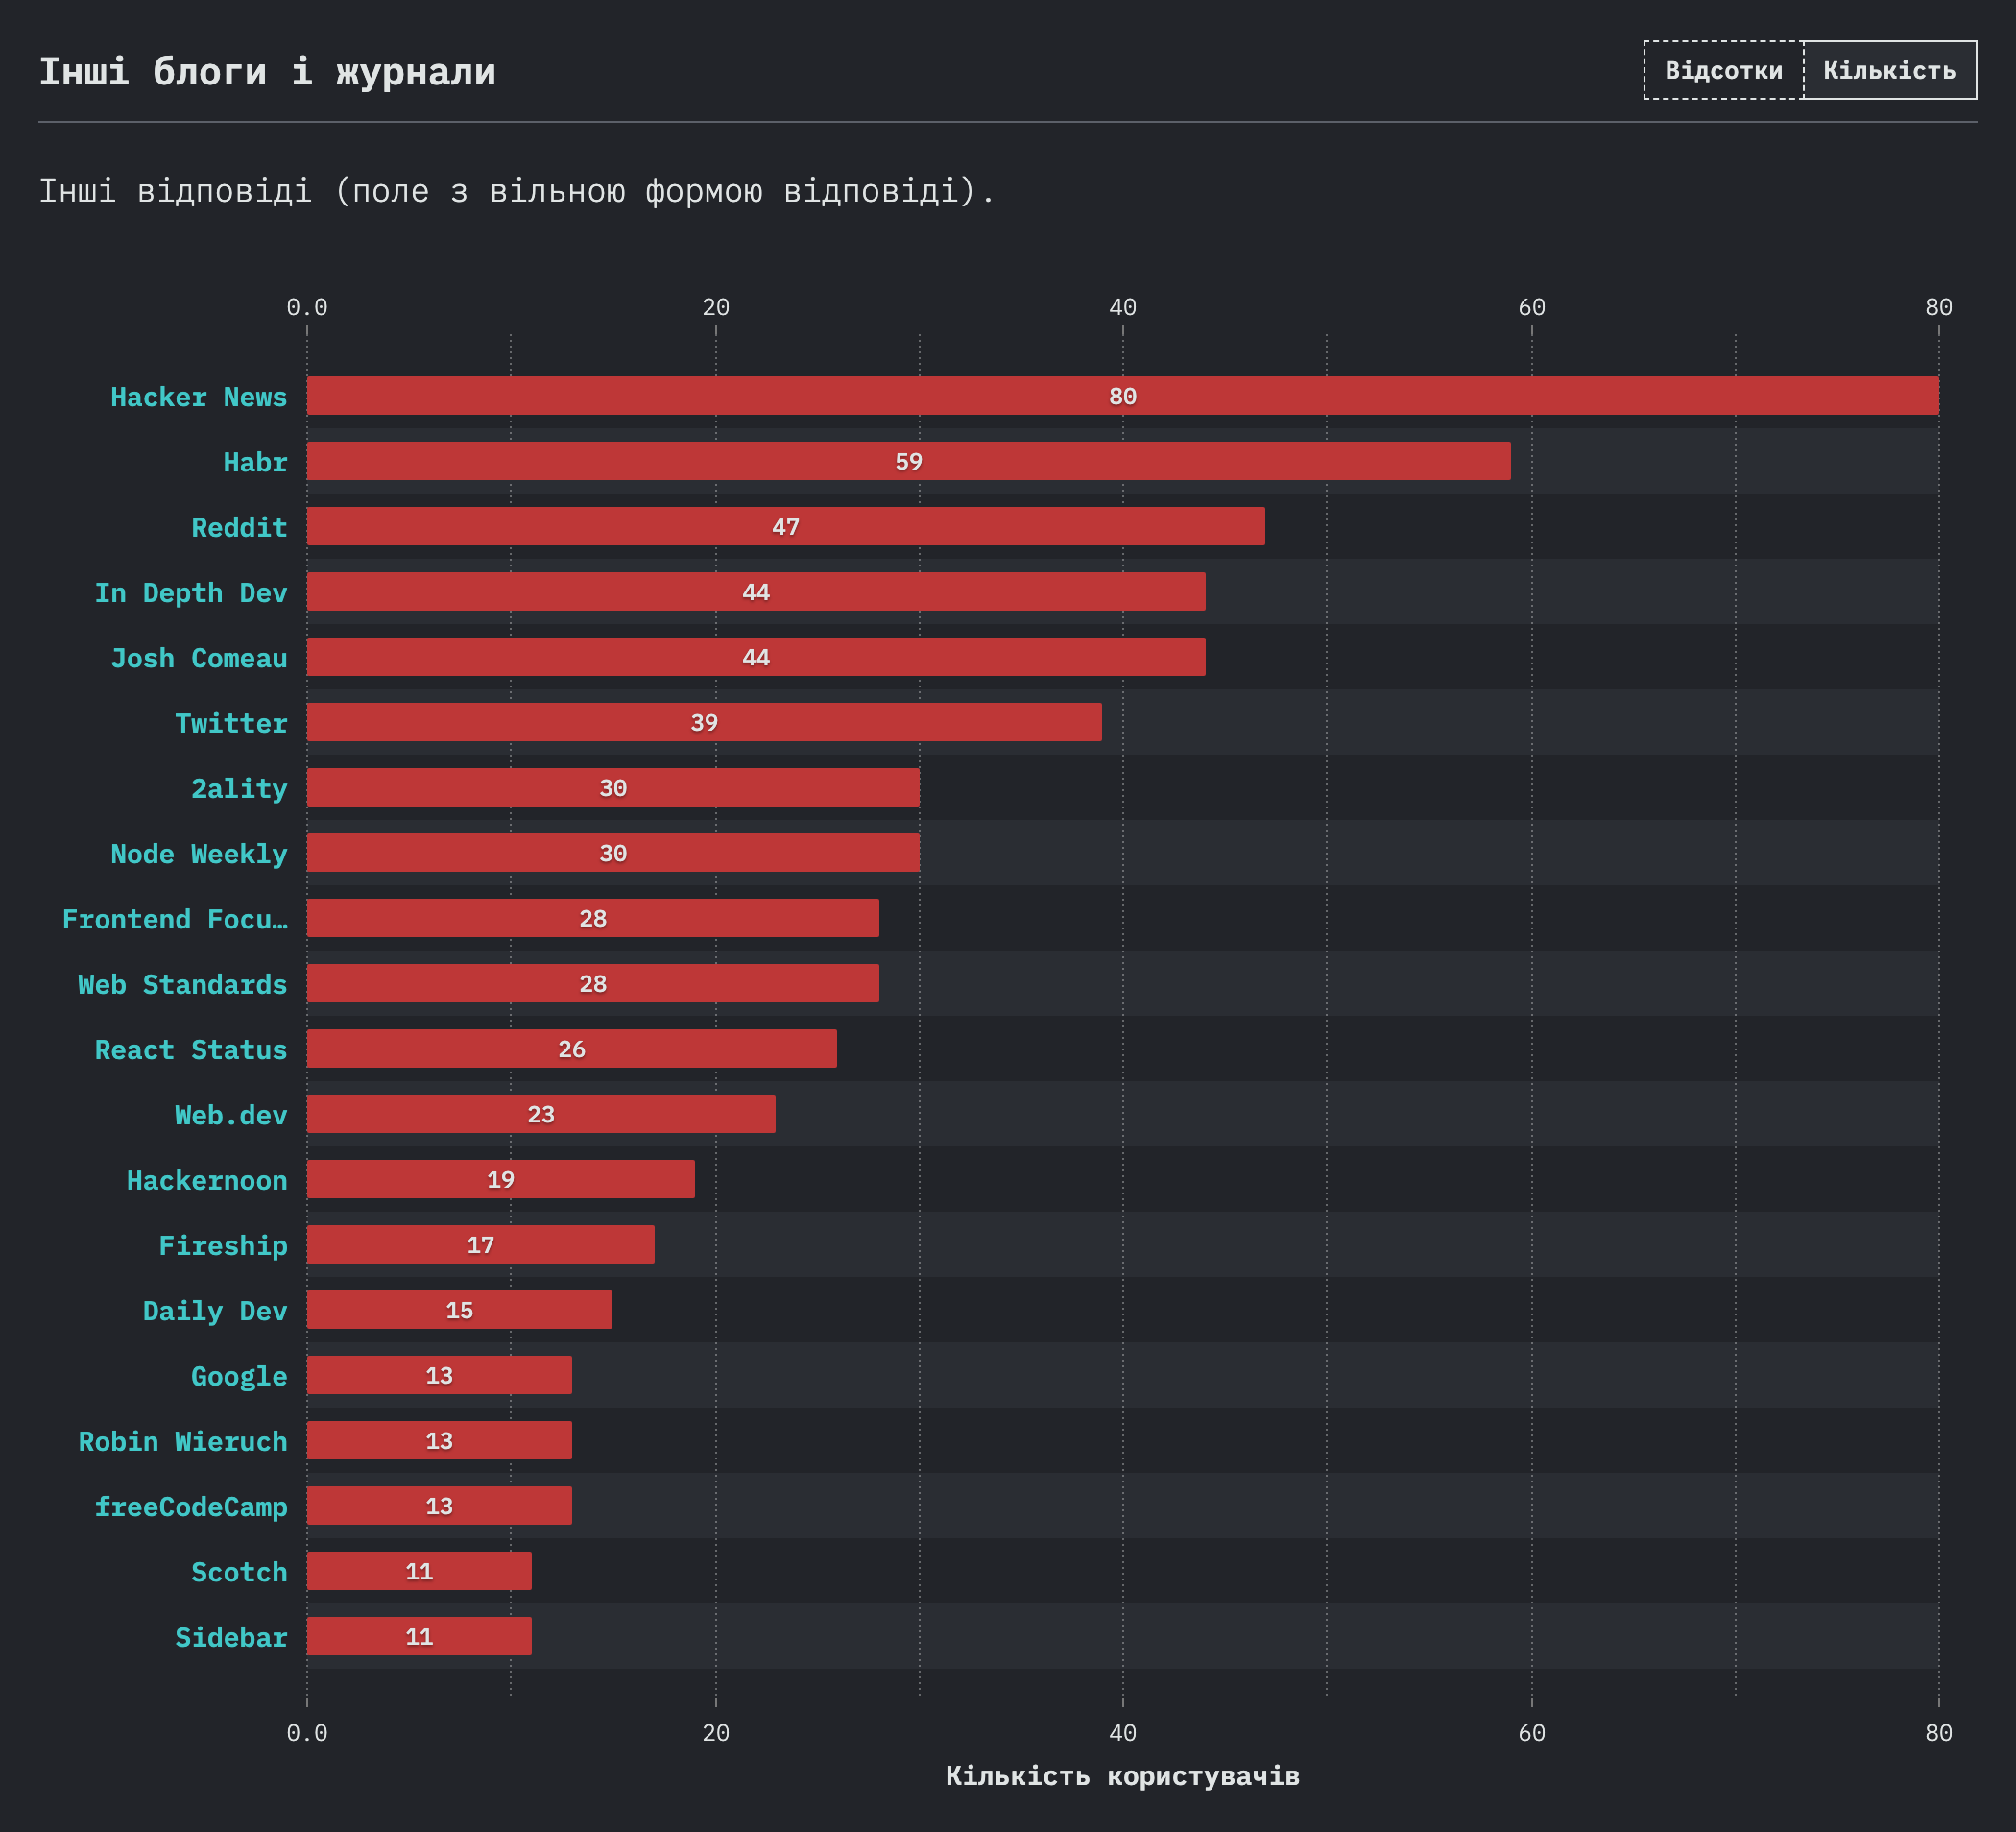 Інші блоги і журнали
Відсотки Кількість
Інші відповіді (поле з вільною формою відповіді).
0.0 20 40 60 80
Hacker News 80
Habr 59
Reddit 47
In Depth Dev 44
Josh Comeau 44
Twitter 39
2ality 30
Node Weekly 30
Frontend Focu… 28
Web Standards 28
React Status 26
Web.dev 23
Hackernoon 19
Fireship 17
Daily Dev 15
Google 13
Robin Wieruch 13
freeCodeCamp 13
Scotch 11
Sidebar 11
0.0 20 40 60 80
Кількість користувачів